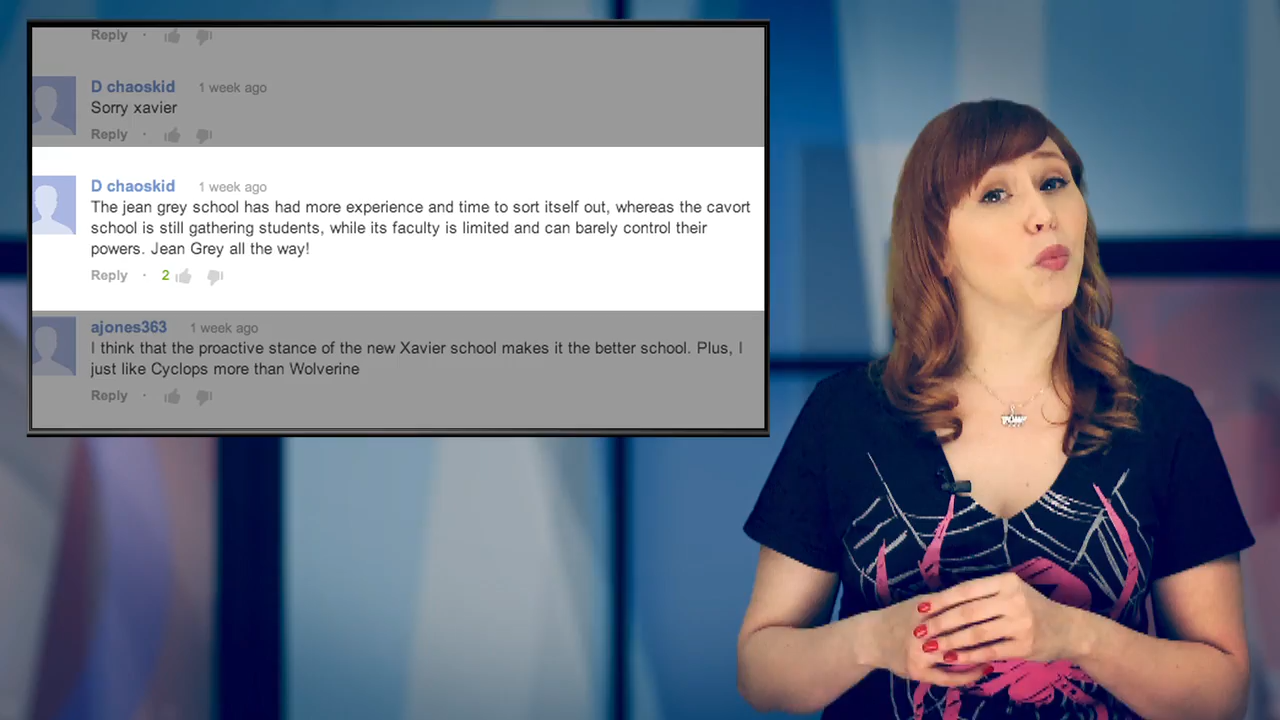 Reply ·
D chaoskid 1 week ago
Sorry xavier
Reply ·
D chaoskid 1 week ago
The jean grey school has had more experience and time to sort itself out, whereas the cavort
school is still gathering students, while its faculty is limited and can barely control their
powers. Jean Grey all the way!
Reply · 2
ajones363 1 week ago
I think that the proactive stance of the new Xavier school makes it the better school. Plus, I
just like Cyclops more than Wolverine
Reply ·